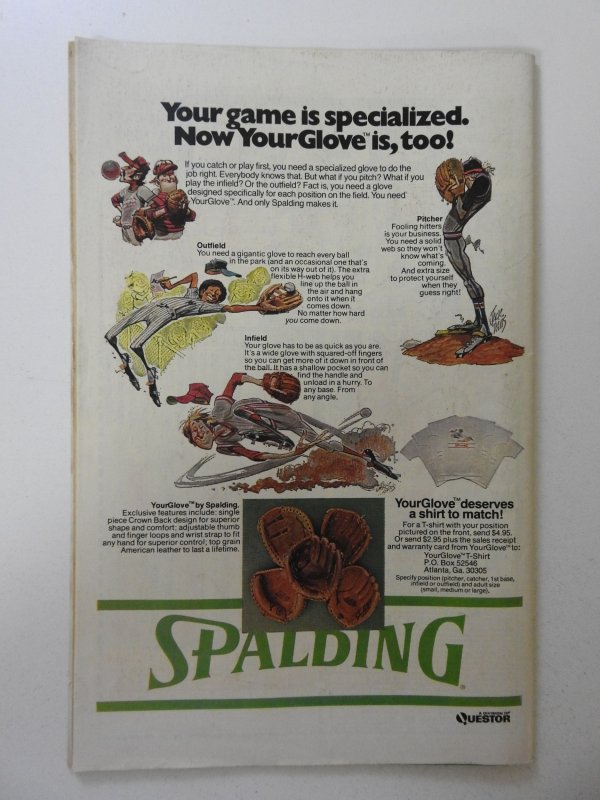 Your game is specialized.
Now YourGlove™ is, too!
If you catch or play first, you need a specialized glove to do the
job right. Everybody knows that. But what if you pitch? What if you
play the infield? Or the outfield? Fact is, you need a glove
designed specifically for each position on the field. You need
YourGlove™. And only Spalding makes it.
Pitcher
Fooling hitters
is your business.
You need a solid
web so they won't
know what's
coming.
And extra size
to protect yourself
when they
guess right!
Outfield
You need a gigantic glove to reach every ball
in the park (and an occasional one that's
on its way out of it). The extra
flexible H-web helps you
line up the ball in
the air and hang
onto it when it
comes down.
No matter how hard
you come down.
Infield
Your glove has to be as quick as you are.
It's a wide glove with squared-off fingers
so you can get more of it down in front of
the ball. It has a shallow pocket so you can
find the handle and
unload in a hurry. To
any base. From
any angle.
YourGlove™ by Spalding.
Exclusive features include: single
piece Crown Back design for superior
shape and comfort; adjustable thumb
and finger loops and wrist strap to fit
any hand for superior control; top grain
American leather to last a lifetime.
YourGlove™ deserves
a shirt to match!
For a T-shirt with your position
pictured on the front, send $4.95.
Or send $2.95 plus the sales receipt
and warranty card from YourGlove™ to:
YourGlove™ T-Shirt
P.O. Box 52546
Atlanta, Ga. 30305
Specify position (pitcher, catcher, 1st base,
infield or outfield) and adult size
(small, medium or large).
SPALDING®
A DIVISION OF
QUESTOR